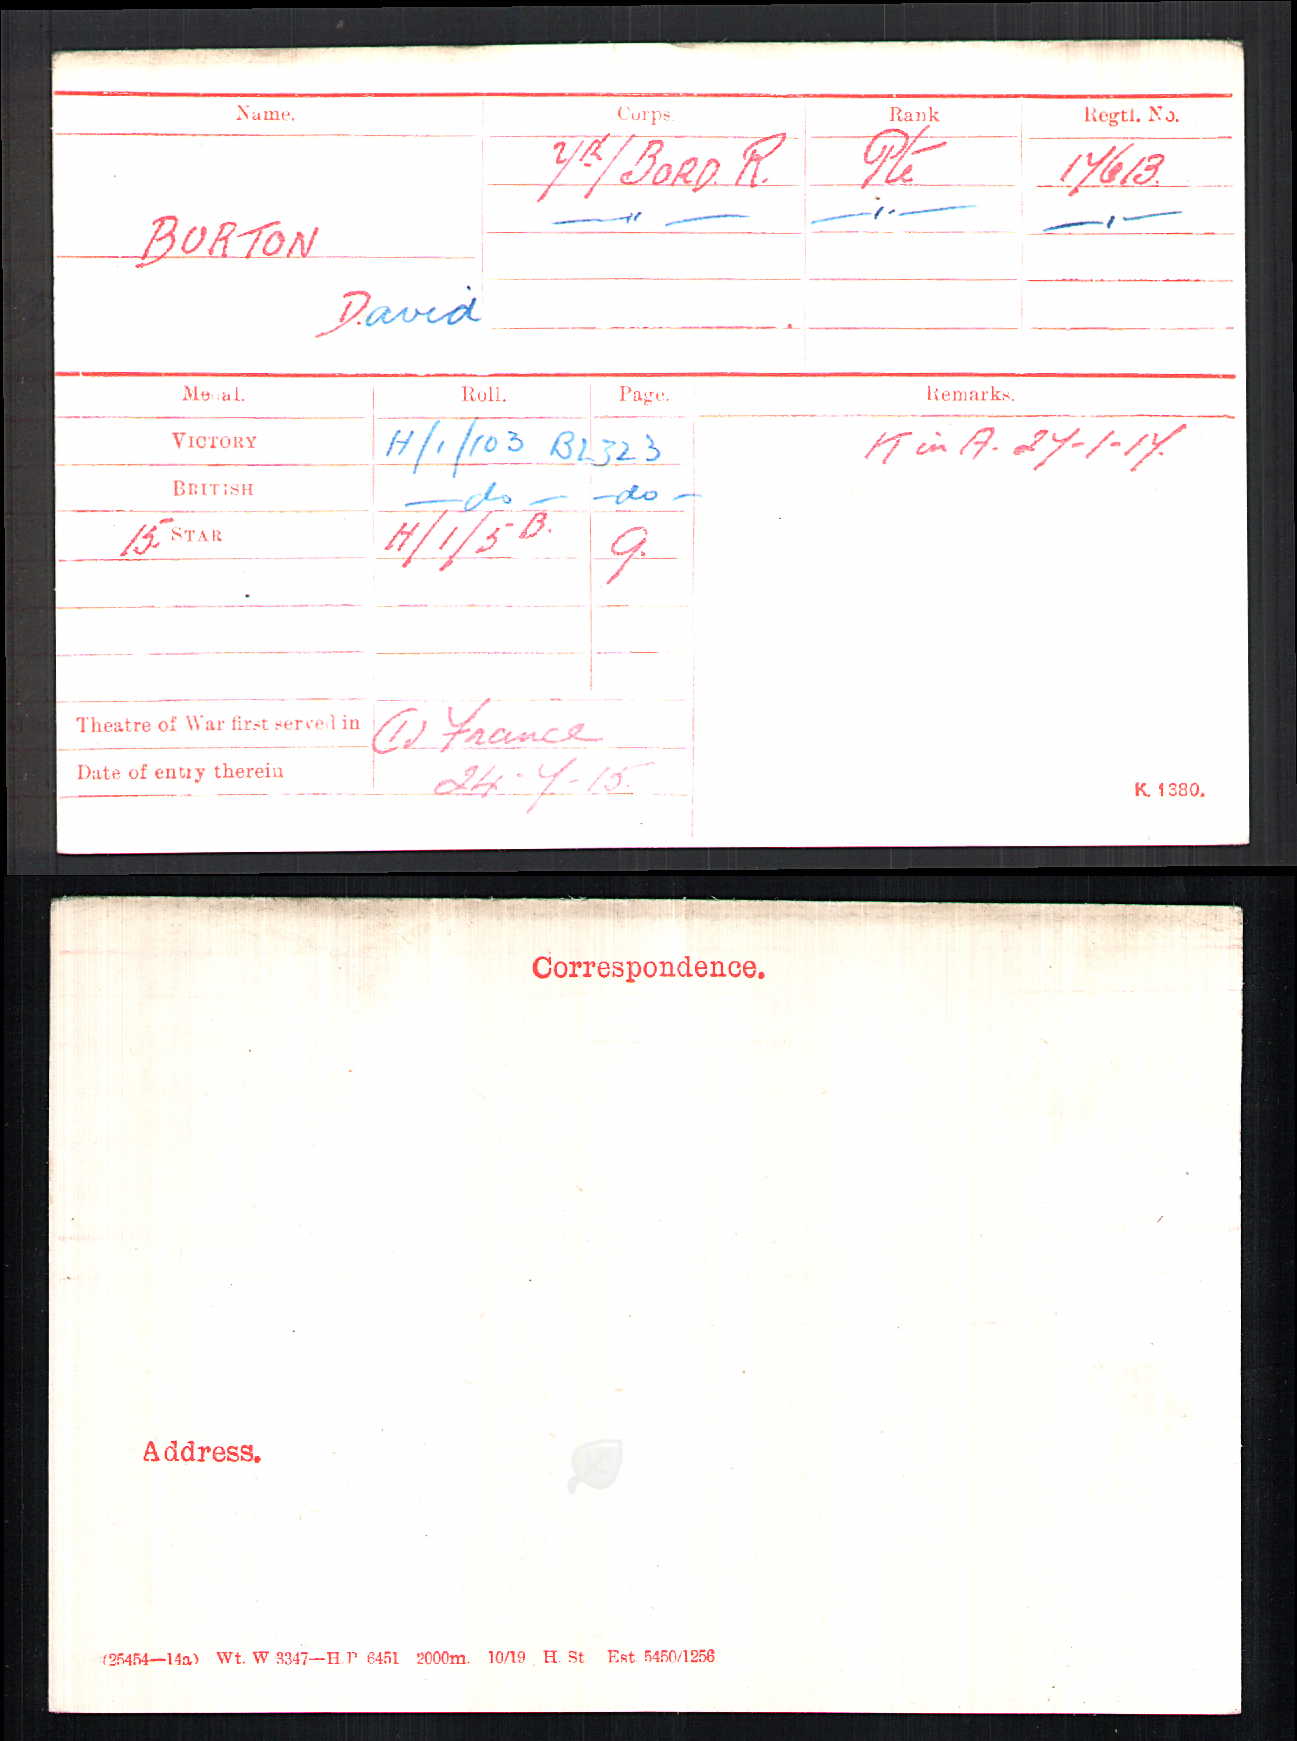 Name. Corps. Rank Regtl. No.
7th/BORD. R. Pte 17613.
—"— —"— —"—
BURTON
David
Medal. Roll. Page. Remarks.
VICTORY H/1/103 B2 323 K in A. 27-1-17.
BRITISH —do— —do—
15 STAR H/1/5 B. 9.
Theatre of War first served in (1) France
Date of entry therein 24-7-15.
K. 1380.
Correspondence.
Address.
(25454—14a) Wt. W 3347—H.P. 6451 2000m. 10/19 H. St Est. 5450/1256